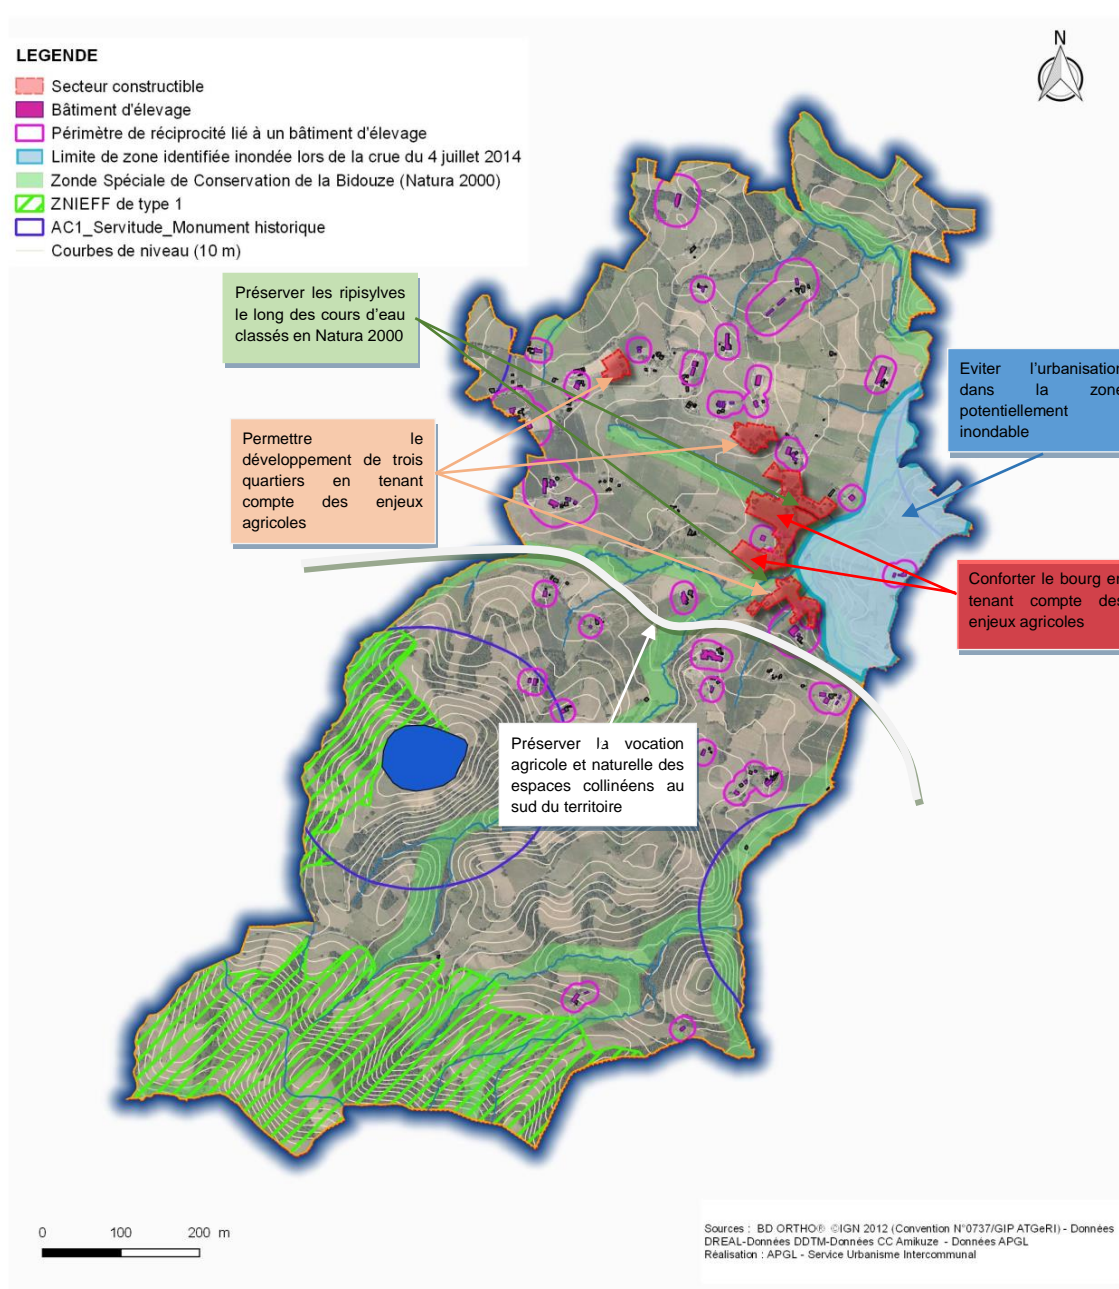 N
LEGENDE
Secteur constructible
Bâtiment d'élevage
Périmètre de réciprocité lié à un bâtiment d'élevage
Limite de zone identifiée inondée lors de la crue du 4 juillet 2014
Zonde Spéciale de Conservation de la Bidouze (Natura 2000)
ZNIEFF de type 1
AC1_Servitude_Monument historique
Courbes de niveau (10 m)
Préserver les ripisylves
le long des cours d'eau
classés en Natura 2000
Eviter l'urbanisation
dans la zone
potentiellement
inondable
Permettre le
développement de trois
quartiers en tenant
compte des enjeux
agricoles
Conforter le bourg en
tenant compte des
enjeux agricoles
Préserver la vocation
agricole et naturelle des
espaces collinéens au
sud du territoire
0 100 200 m
Sources : BD ORTHO® ©IGN 2012 (Convention N°0737/GIP ATGeRI) - Données
DREAL-Données DDTM-Données CC Amikuze - Données APGL
Réalisation : APGL - Service Urbanisme Intercommunal